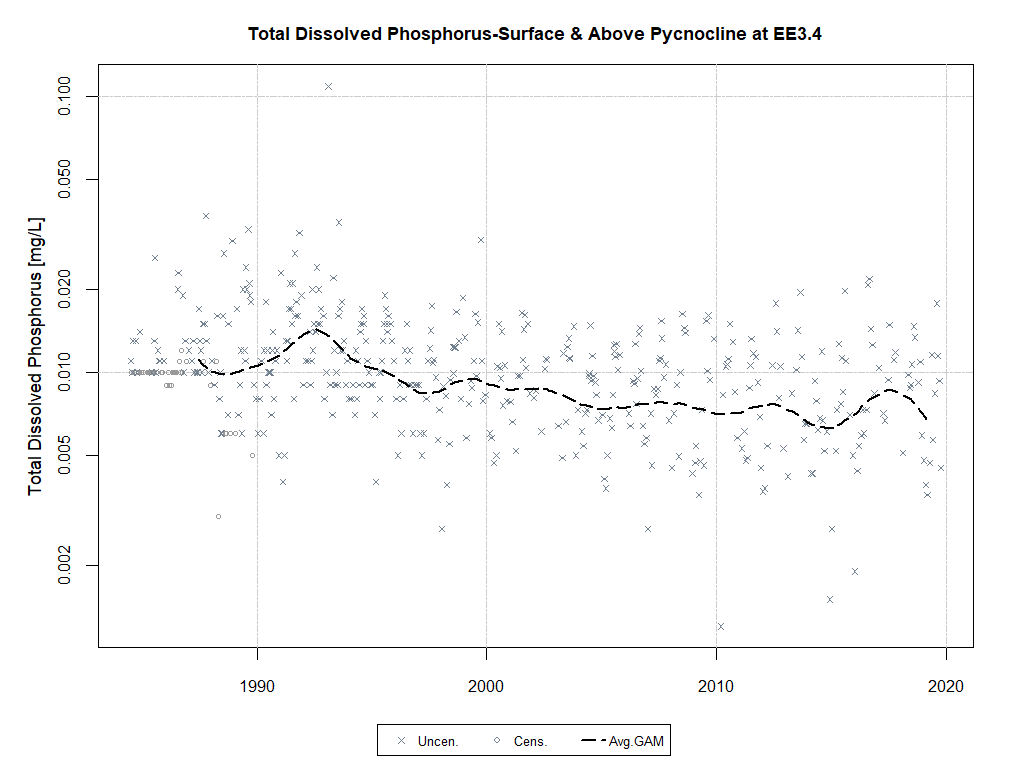 Total Dissolved Phosphorus-Surface & Above Pycnocline at EE3.4
Total Dissolved Phosphorus [mg/L]
0.100
0.050
0.020
0.010
0.005
0.002
1990 2000 2010 2020
Uncen. Cens. Avg.GAM